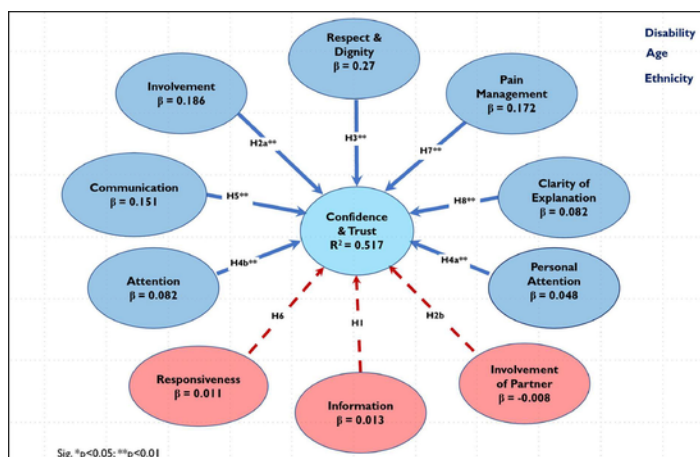 Respect &
Dignity
β = 0.27
Disability
Age
Ethnicity
Involvement
β = 0.186
Pain
Management
β = 0.172
H2a**
H3**
H7**
Communication
β = 0.151
H5**
Confidence
& Trust
R² = 0.517
H8**
Clarity of
Explanation
β = 0.082
Attention
β = 0.082
H4b**
H4a**
Personal
Attention
β = 0.048
H6
H1
H2b
Responsiveness
β = 0.011
Information
β = 0.013
Involvement
of Partner
β = -0.008
Sig. *p<0.05; **p<0.01